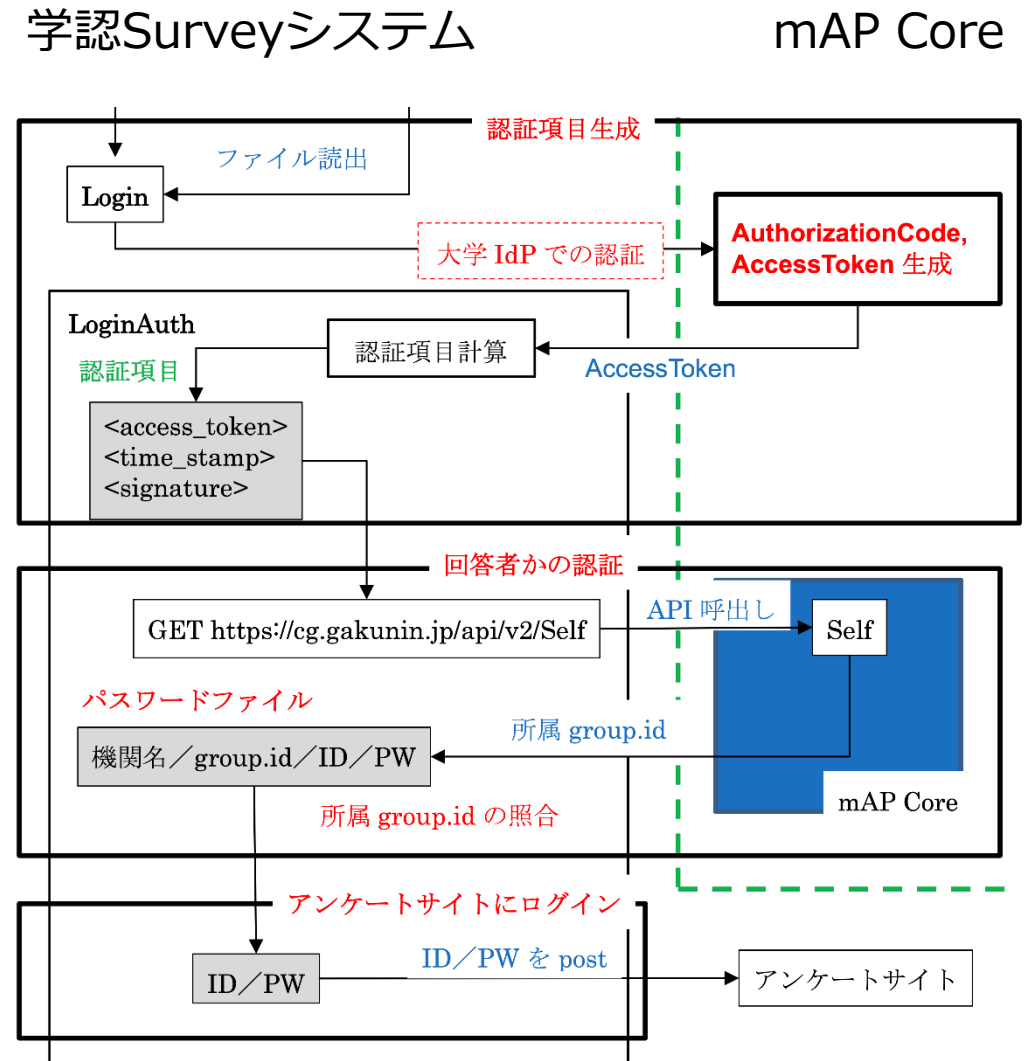 学認Surveyシステム
mAP Core
認証項目生成
ファイル読出
Login
大学 IdP での認証
AuthorizationCode,
AccessToken 生成
LoginAuth
認証項目計算
AccessToken
認証項目
<access_token>
<time_stamp>
<signature>
回答者かの認証
GET https://cg.gakunin.jp/api/v2/Self
API 呼出し
Self
パスワードファイル
所属 group.id
機関名／group.id／ID／PW
mAP Core
所属 group.id の照合
アンケートサイトにログイン
ID／PW
ID／PW を post
アンケートサイト